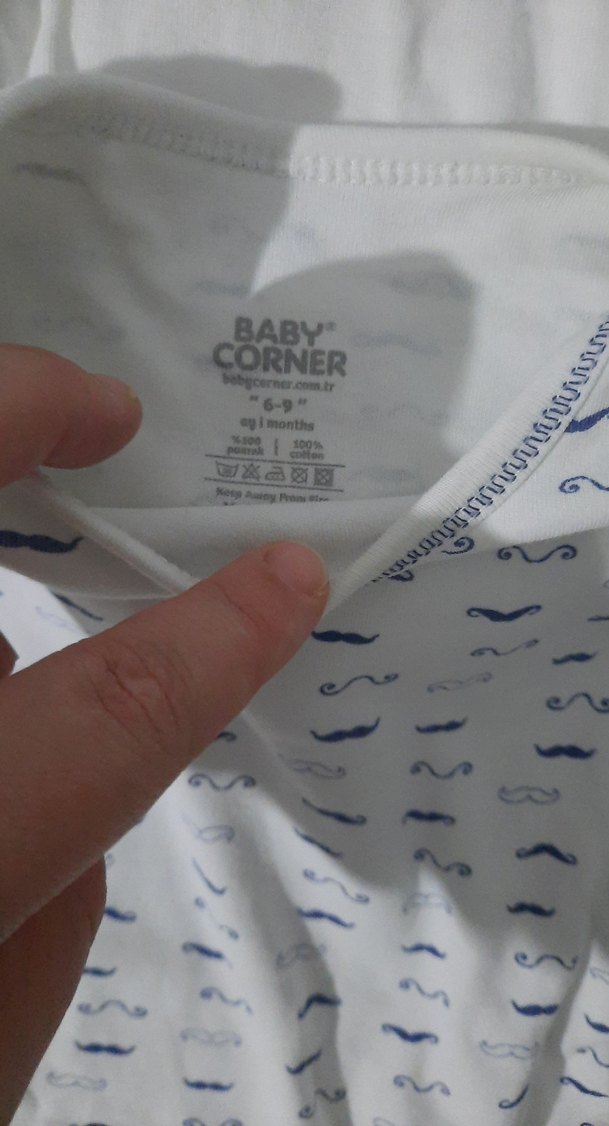 BABY®
CORNER
babycorner.com.tr
" 6-9 "
ay | months
%100 | 100%
pamuk | cotton
Keep Away From Fire